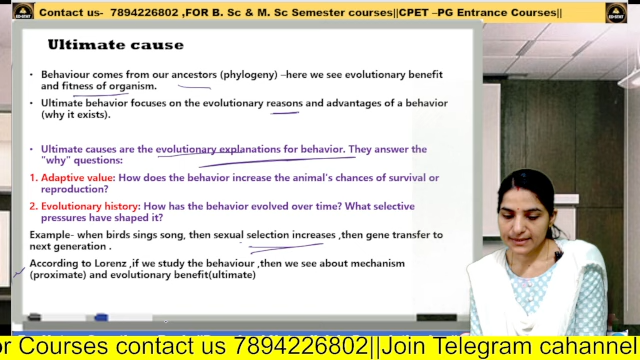 Contact us- 7894226802 ,FOR B. Sc & M. Sc Semester courses||CPET –PG Entrance Courses||
Ultimate cause
• Behaviour comes from our ancestors (phylogeny) –here we see evolutionary benefit
and fitness of organism.
• Ultimate behavior focuses on the evolutionary reasons and advantages of a behavior
(why it exists).
• Ultimate causes are the evolutionary explanations for behavior. They answer the
"why" questions:
1. Adaptive value: How does the behavior increase the animal's chances of survival or
reproduction?
2. Evolutionary history: How has the behavior evolved over time? What selective
pressures have shaped it?
Example- when birds sings song, then sexual selection increases ,then gene transfer to
next generation .
According to Lorenz ,if we study the behaviour ,then we see about mechanism
(proximate) and evolutionary benefit(ultimate)
or Courses contact us 7894226802||Join Telegram cahannel